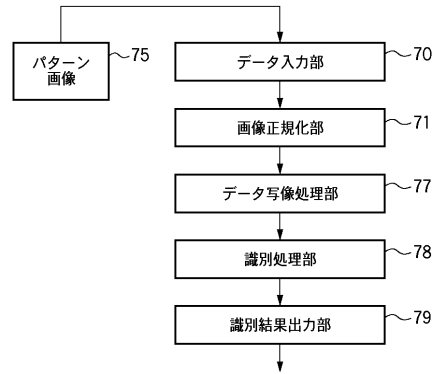 パターン
画像
75
データ入力部
70
画像正規化部
71
データ写像処理部
77
識別処理部
78
識別結果出力部
79